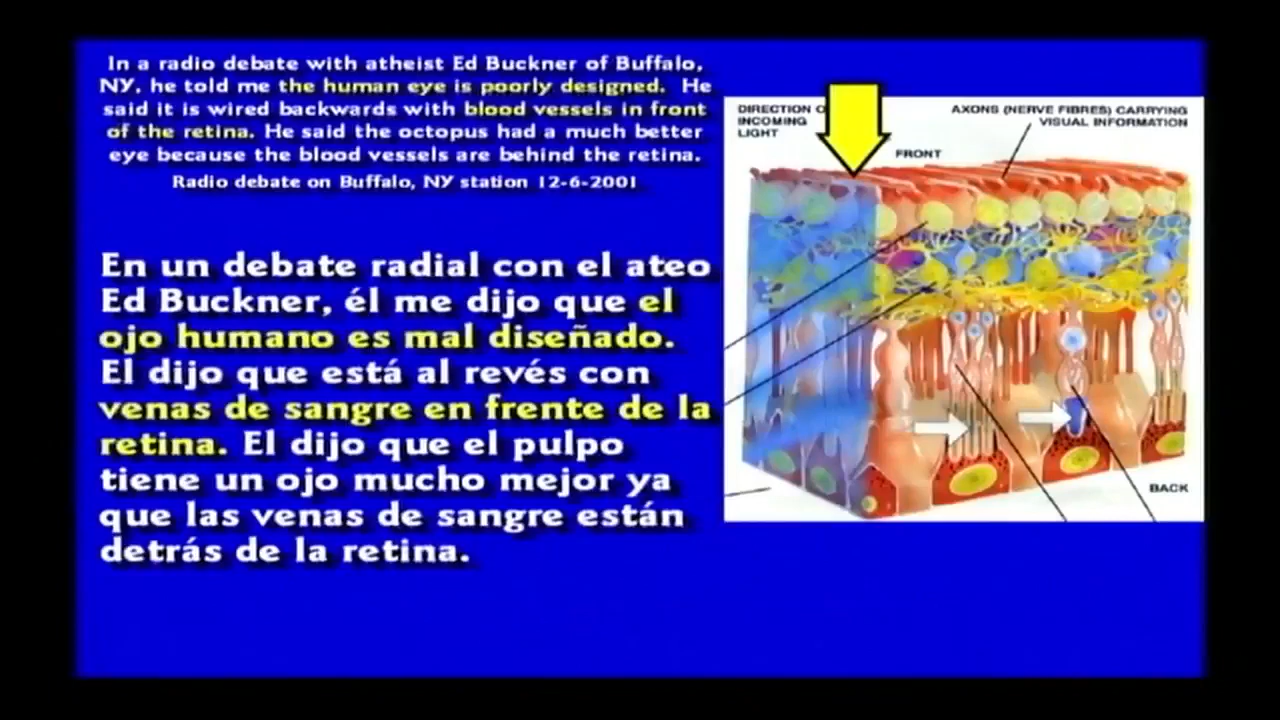 In a radio debate with atheist Ed Buckner of Buffalo,
NY, he told me the human eye is poorly designed. He
said it is wired backwards with blood vessels in front
of the retina. He said the octopus had a much better
eye because the blood vessels are behind the retina.
Radio debate on Buffalo, NY station 12-6-2001
En un debate radial con el ateo
Ed Buckner, él me dijo que el
ojo humano es mal diseñado.
El dijo que está al revés con
venas de sangre en frente de la
retina. El dijo que el pulpo
tiene un ojo mucho mejor ya
que las venas de sangre están
detrás de la retina.
DIRECTION O
INCOMING
LIGHT
AXONS (NERVE FIBRES) CARRYING
VISUAL INFORMATION
FRONT
BACK